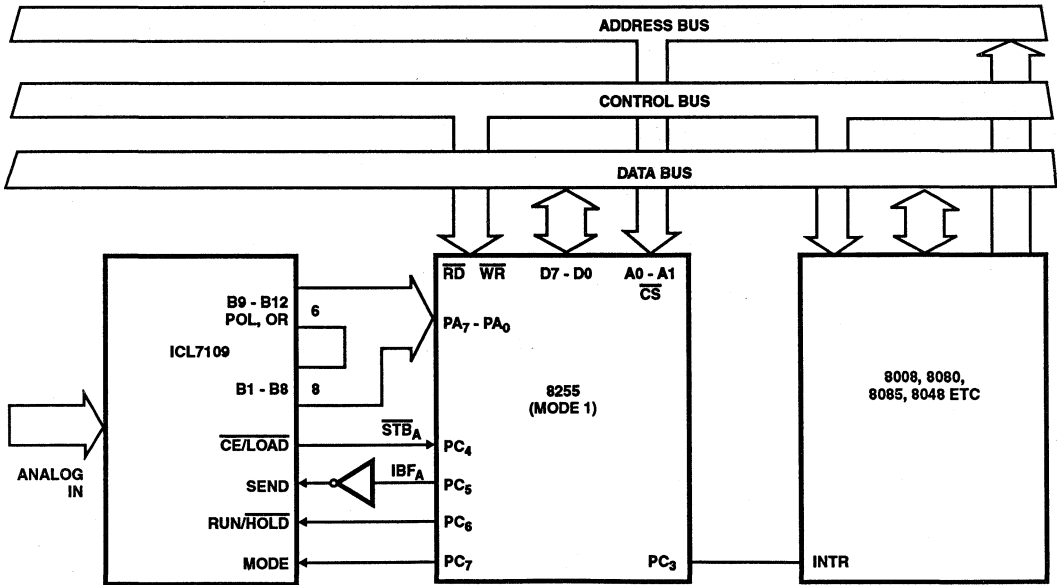 ADDRESS BUS
CONTROL BUS
DATA BUS
RD WR
D7 - D0
A0 - A1
CS
B9 - B12
POL, OR
6
ICL7109
B1 - B8
8
PA7 - PA0
8255
(MODE 1)
8008, 8080,
8085, 8048 ETC
ANALOG
IN
CE/LOAD
STBA
PC4
SEND
IBFA
PC5
RUN/HOLD
PC6
MODE
PC7
PC3
INTR